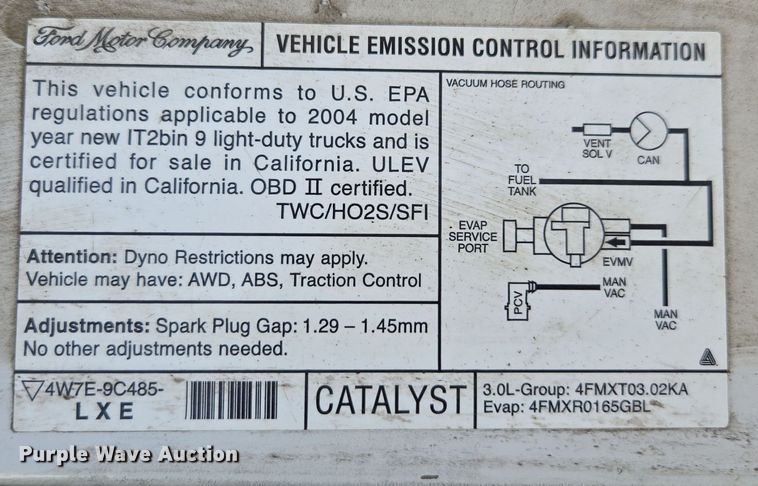 Ford Motor Company,
VEHICLE EMISSION CONTROL INFORMATION
This vehicle conforms to U.S. EPA
regulations applicable to 2004 model
year new IT2bin 9 light-duty trucks and is
certified for sale in California. ULEV
qualified in California. OBD II certified.
TWC/HO2S/SFI
Attention: Dyno Restrictions may apply.
Vehicle may have: AWD, ABS, Traction Control
Adjustments: Spark Plug Gap: 1.29 – 1.45mm
No other adjustments needed.
VACUUM HOSE ROUTING
VENT
SOL V
CAN
TO
FUEL
TANK
EVAP
SERVICE
PORT
EVMV
PCV
MAN
VAC
MAN
VAC
▽4W7E-9C485-
LXE
CATALYST
3.0L-Group: 4FMXT03.02KA
Evap: 4FMXR0165GBL
Purple Wave Auction